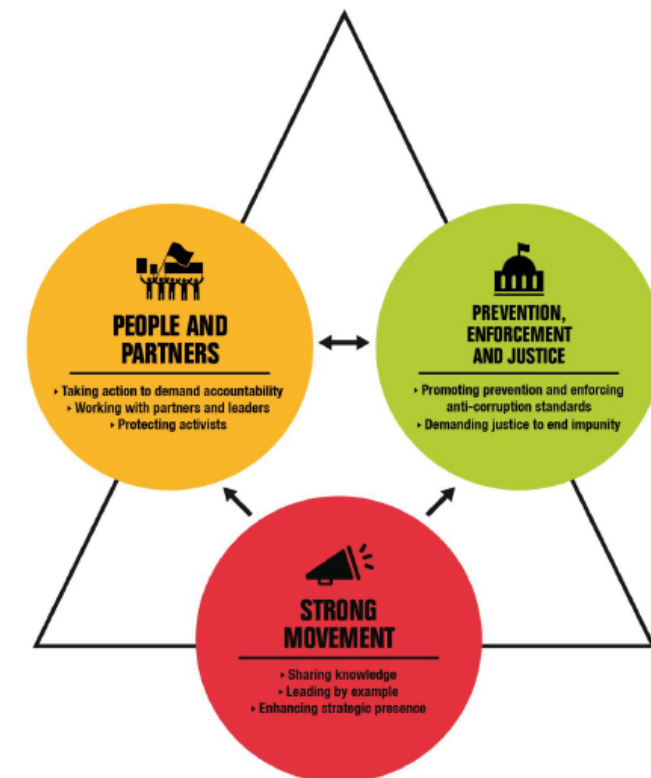 PEOPLE AND
PARTNERS
‣ Taking action to demand accountability
‣ Working with partners and leaders
‣ Protecting activists
PREVENTION,
ENFORCEMENT
AND JUSTICE
‣ Promoting prevention and enforcing
anti-corruption standards
‣ Demanding justice to end impunity
STRONG
MOVEMENT
‣ Sharing knowledge
‣ Leading by example
‣ Enhancing strategic presence